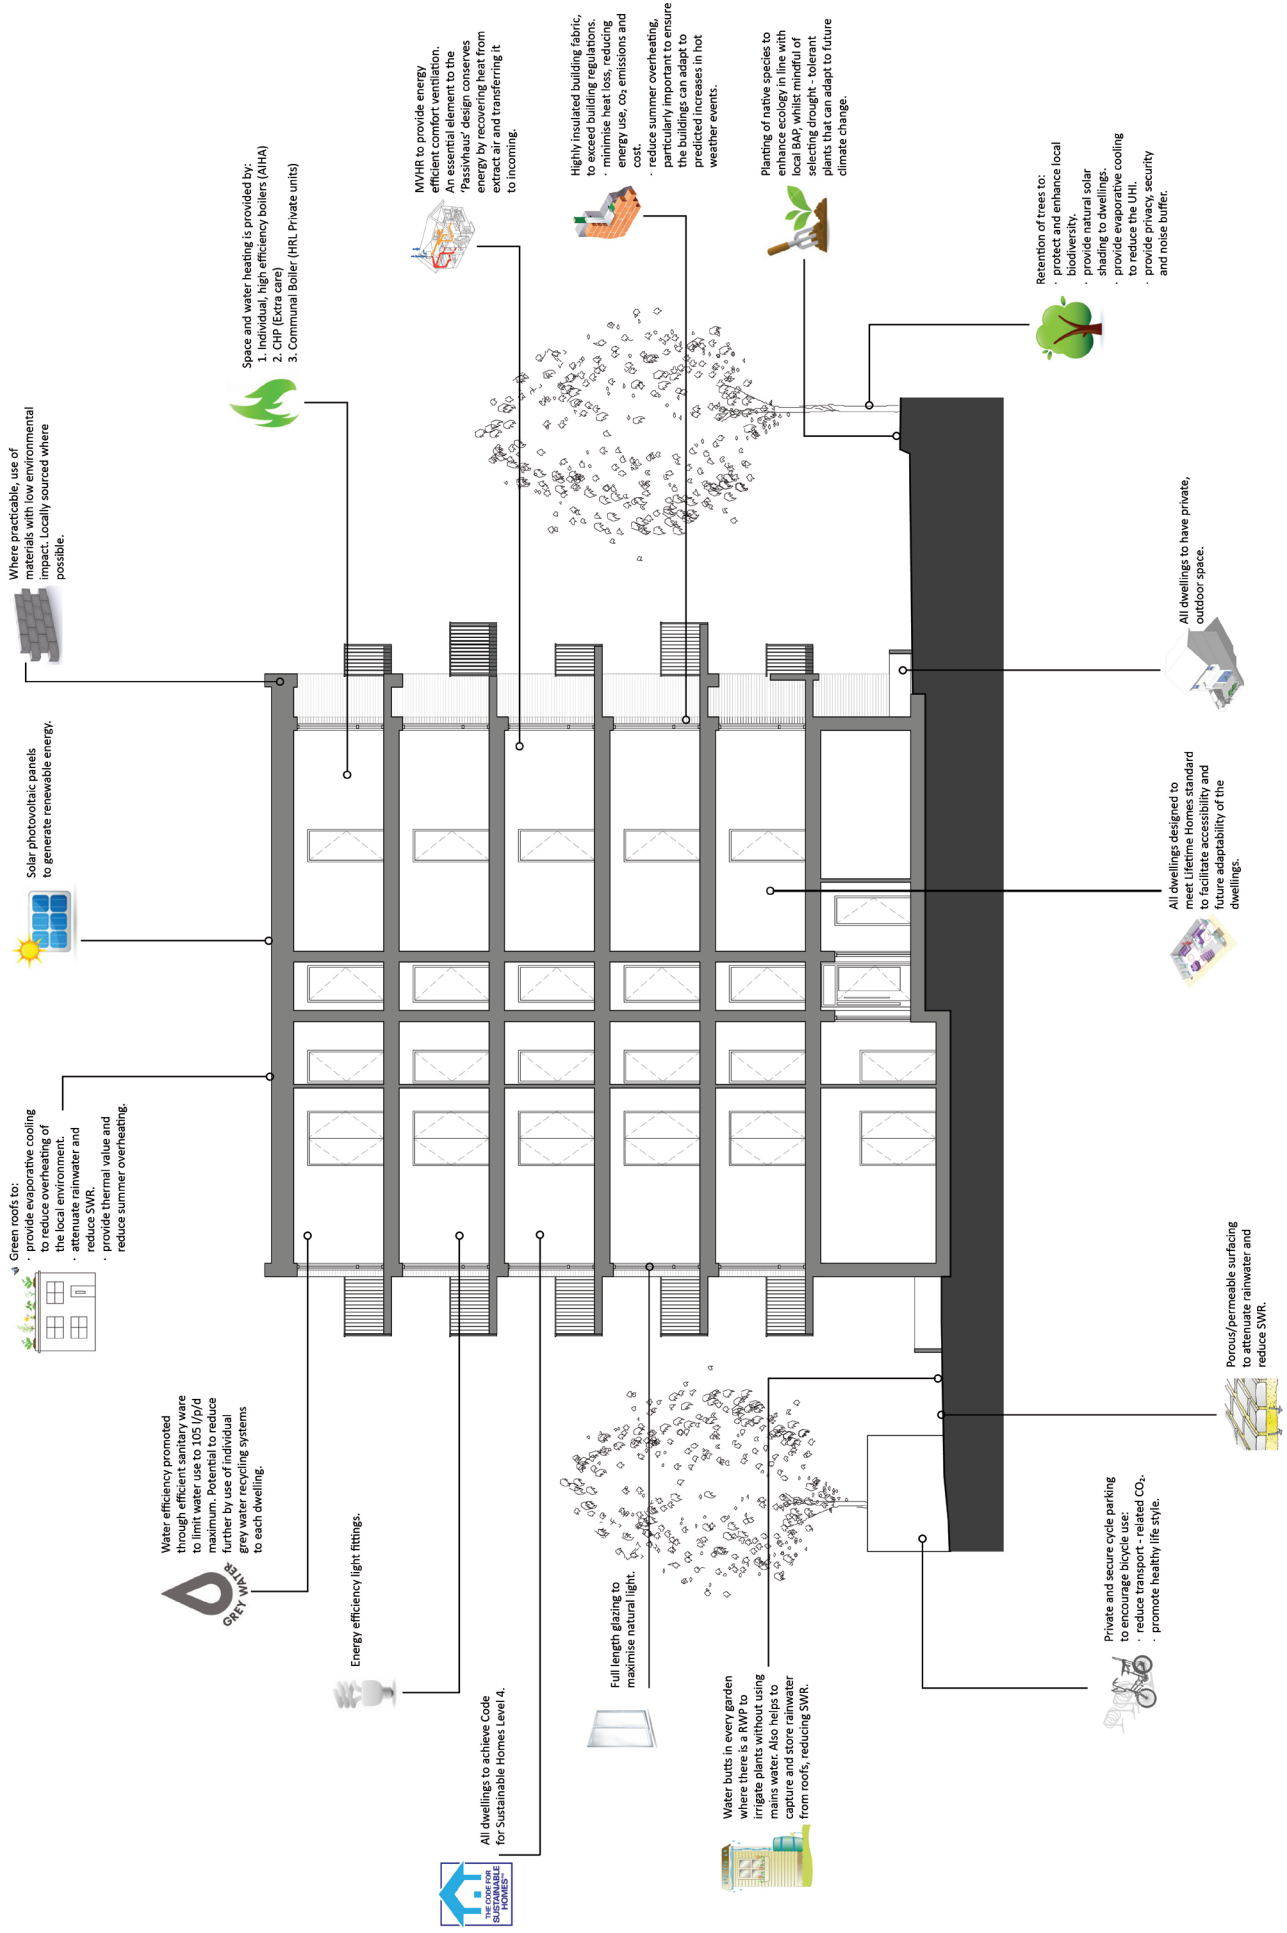 Water efficiency promoted
through efficient sanitary ware
to limit water use to 105 l/p/d
maximum. Potential to reduce
further by use of individual
grey water recycling systems
to each dwelling.
GREY WATER
Green roofs to:
· provide evaporative cooling
to reduce overheating of
the local environment.
· attenuate rainwater and
reduce SWR.
· provide thermal value and
reduce summer overheating.
Solar photovoltaic panels
to generate renewable energy.
Where practicable, use of
materials with low environmental
impact. Locally sourced where
possible.
Space and water heating is provided by:
1. Individual, high efficiency boilers (AIHA)
2. CHP (Extra care)
3. Communal Boiler (HRL Private units)
MVHR to provide energy
efficient comfort ventilation.
An essential element to the
'Passivhaus' design conserves
energy by recovering heat from
extract air and transferring it
to incoming.
Highly insulated building fabric,
to exceed building regulations.
· minimise heat loss, reducing
energy use, co₂ emissions and
cost.
· reduce summer overheating,
particularly important to ensure
the buildings can adapt to
predicted increases in hot
weather events.
Planting of native species to
enhance ecology in line with
local BAP, whilst mindful of
selecting drought - tolerant
plants that can adapt to future
climate change.
Retention of trees to:
· protect and enhance local
biodiversity.
· provide natural solar
shading to dwellings.
· provide evaporative cooling
to reduce the UHI.
· provide privacy, security
and noise buffer.
Energy efficiency light fittings.
THE CODE FOR
SUSTAINABLE
HOMES™
All dwellings to achieve Code
for Sustainable Homes Level 4.
Full length glazing to
maximise natural light.
Water butts in every garden
where there is a RWP to
irrigate plants without using
mains water. Also helps to
capture and store rainwater
from roofs, reducing SWR.
Private and secure cycle parking
to encourage bicycle use:
· reduce transport - related CO₂.
· promote healthy life style.
Porous/permeable surfacing
to attenuate rainwater and
reduce SWR.
All dwellings designed to
meet Lifetime Homes standard
to facilitate accessibility and
future adaptability of the
dwellings.
All dwellings to have private,
outdoor space.